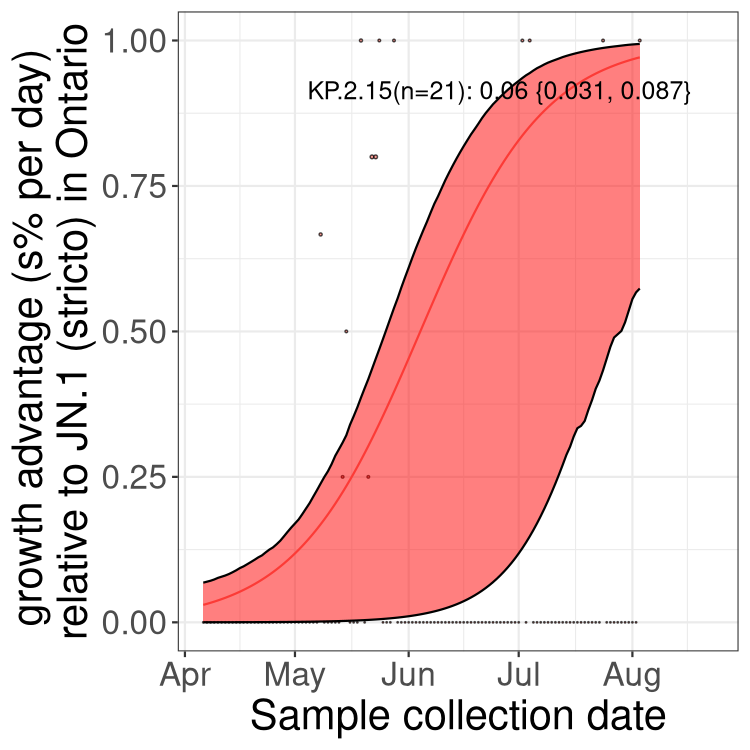 growth advantage (s% per day)
relative to JN.1 (stricto) in Ontario
1.00
0.75
0.50
0.25
0.00
KP.2.15(n=21): 0.06 {0.031, 0.087}
Apr May Jun Jul Aug
Sample collection date